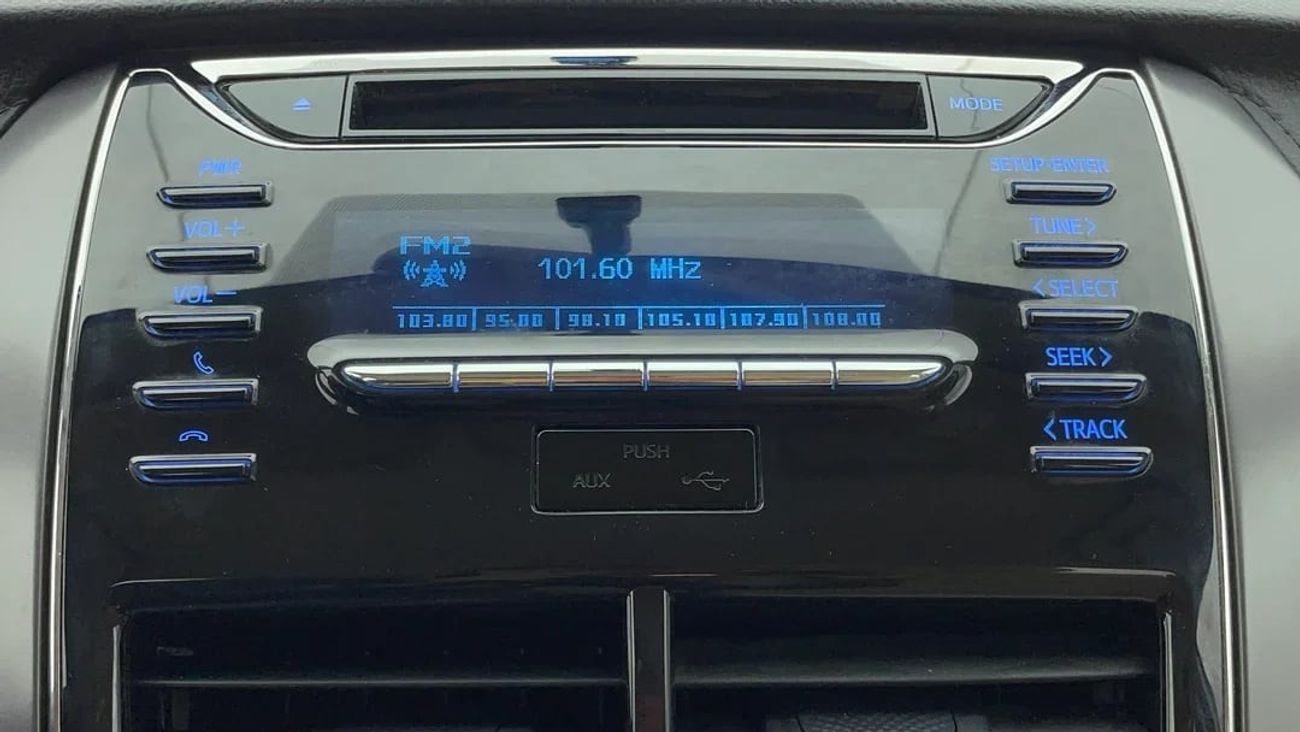 MODE
PWR
SETUP·ENTER
VOL+
TUNE>
FM2
101.60 MHz
VOL-
<SELECT
103.80 95.00 98.10 105.10 107.90 108.00
SEEK>
<TRACK
PUSH
AUX